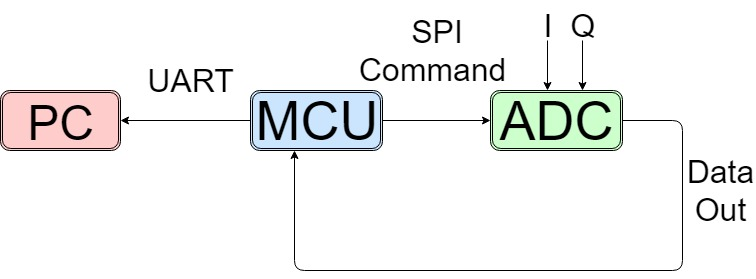 I Q
SPI
Command
UART
PC
MCU
ADC
Data
Out